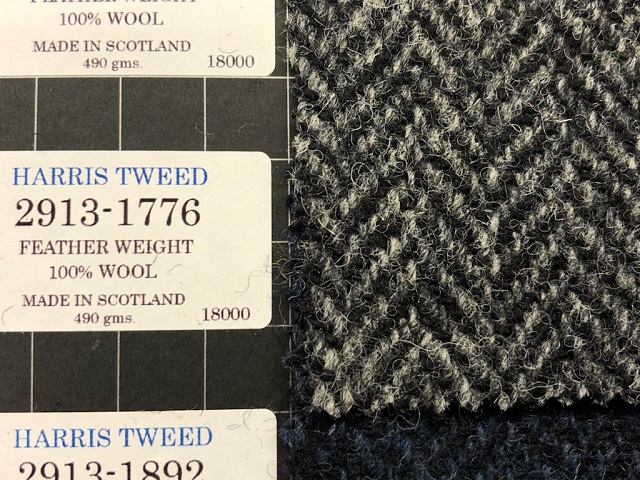 FEATHER WEIGHT
100% WOOL
MADE IN SCOTLAND
490 gms. 18000
HARRIS TWEED
2913-1776
FEATHER WEIGHT
100% WOOL
MADE IN SCOTLAND
490 gms. 18000
HARRIS TWEED
2913-1892